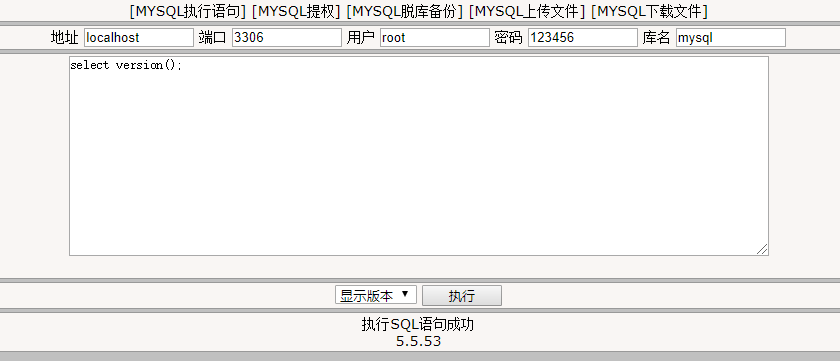 [MYSQL执行语句] [MYSQL提权] [MYSQL脱库备份] [MYSQL上传文件] [MYSQL下载文件]
地址 localhost 端口 3306 用户 root 密码 123456 库名 mysql
select version();
显示版本 执行
执行SQL语句成功
5.5.53